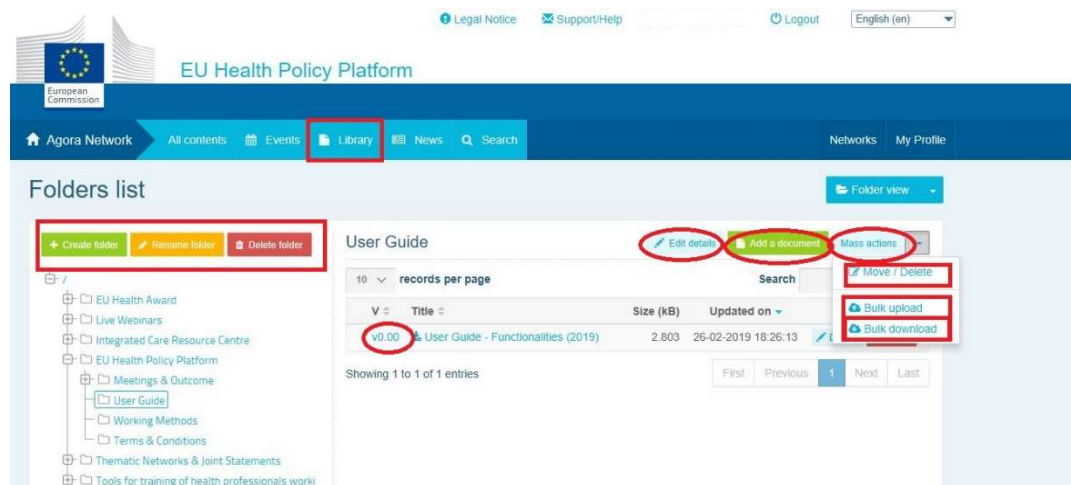 Legal Notice Support/Help Logout English (en)
European
Commission
EU Health Policy Platform
Agora Network All contents Events Library News Search Networks My Profile
Folders list
Folder view
+ Create folder Rename folder Delete folder
/
EU Health Award
Live Webinars
Integrated Care Resource Centre
EU Health Policy Platform
Meetings & Outcome
User Guide
Working Methods
Terms & Conditions
Thematic Networks & Joint Statements
Tools for training of health professionals worki
User Guide
Edit details Add a document Mass actions
Move / Delete
Bulk upload
Bulk download
10 records per page Search
V Title Size (kB) Updated on
v0.00 User Guide - Functionalities (2019) 2.803 26-02-2019 18:26:13
Showing 1 to 1 of 1 entries First Previous 1 Next Last